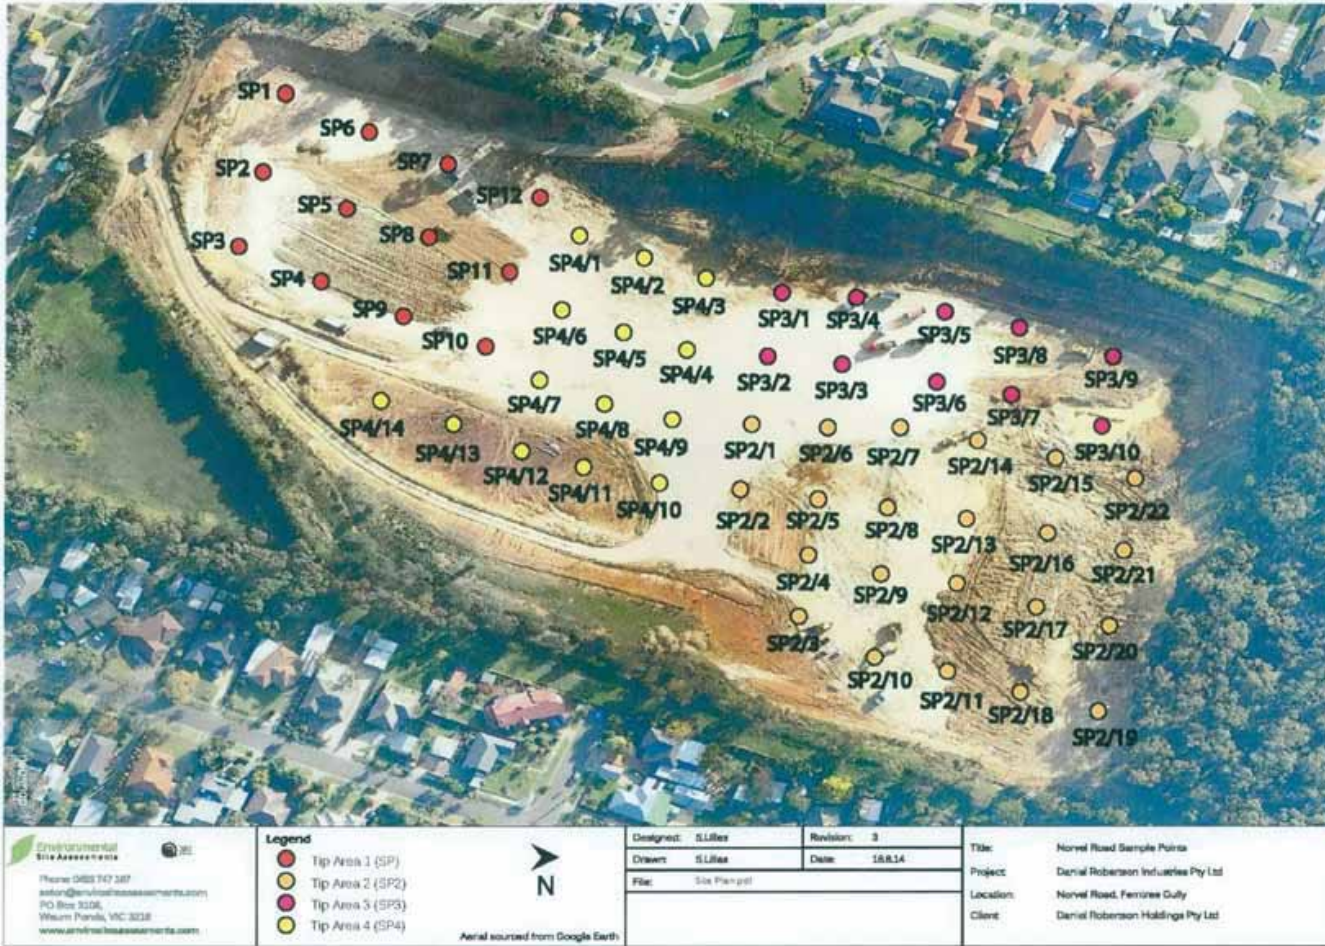 SP1
SP6
SP7
SP2
SP12
SP5
SP8
SP4/1
SP3
SP11
SP4/2
SP4
SP4/3
SP3/1
SP3/4
SP9
SP4/6
SP3/5
SP10
SP4/5
SP3/8
SP4/4
SP3/2
SP3/3
SP3/9
SP4/7
SP3/6
SP4/14
SP4/8
SP3/7
SP4/13
SP4/9
SP2/1
SP2/6
SP2/7
SP3/10
SP4/12
SP2/14
SP4/11
SP2/15
SP4/10
SP2/2
SP2/5
SP2/22
SP2/8
SP2/13
SP2/16
SP2/21
SP2/4
SP2/9
SP2/12
SP2/17
SP2/3
SP2/20
SP2/10
SP2/11
SP2/18
SP2/19
Environmental
Site Assessments
PO Box 3108,
VIC 3218
Legend
Tip Area 1 (SP)
Tip Area 2 (SP2)
Tip Area 3 (SP3)
Tip Area 4 (SP4)
N
Aerial sourced from Google Earth
Designed: S.Lilias
Revision: 3
Drawn: S.Lilias
Date: 18.8.14
File: Site Plan.pdf
Title: Norvel Road Sample Points
Project: Daniel Robertson Industries Pty Ltd
Location: Norvel Road, Ferntree Gully
Client: Daniel Robertson Holdings Pty Ltd